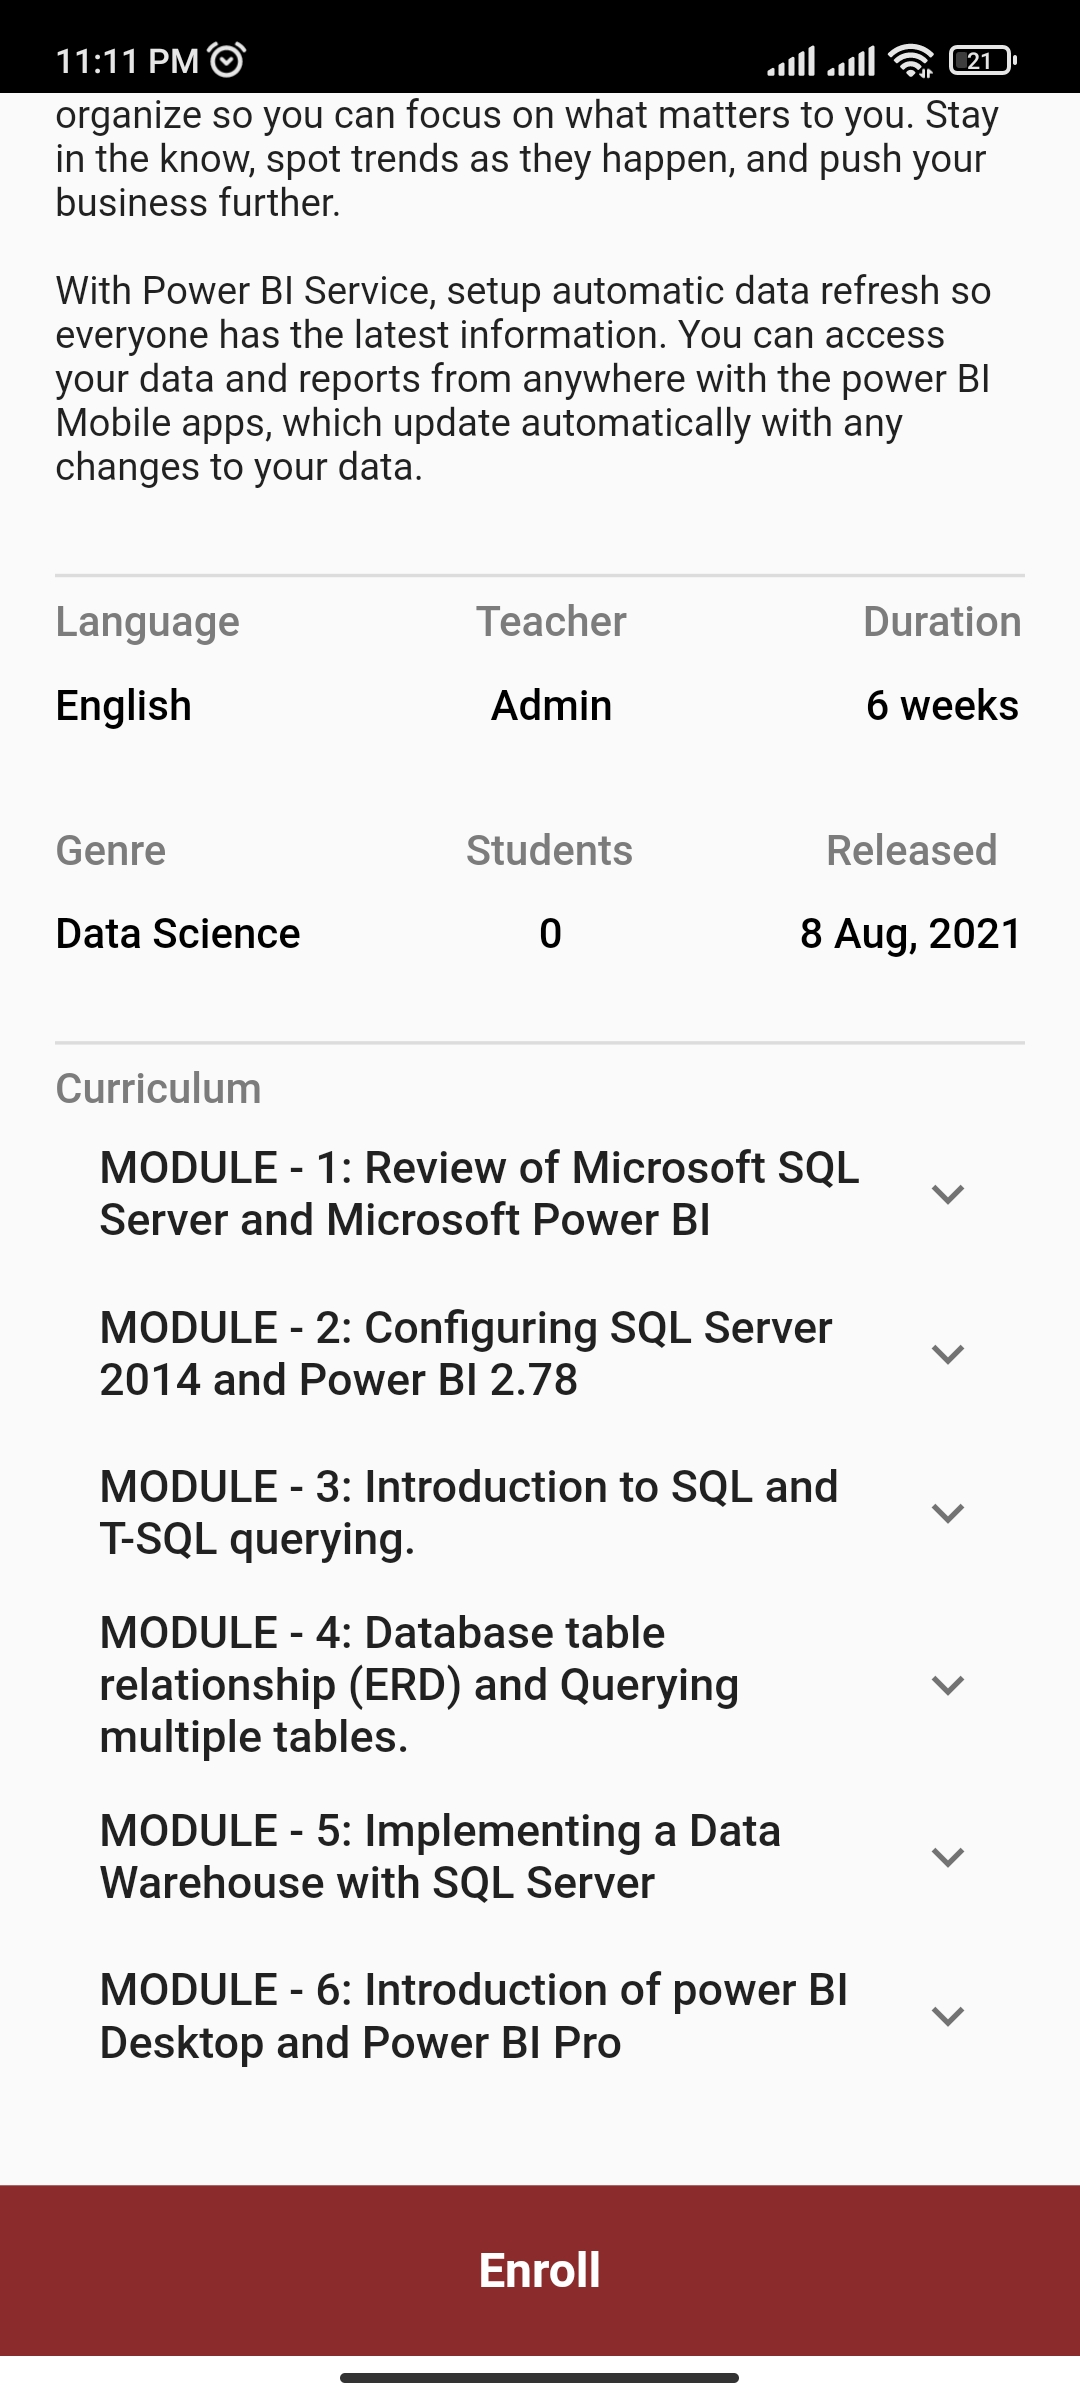 11:11 PM
21
organize so you can focus on what matters to you. Stay
in the know, spot trends as they happen, and push your
business further.
With Power BI Service, setup automatic data refresh so
everyone has the latest information. You can access
your data and reports from anywhere with the power BI
Mobile apps, which update automatically with any
changes to your data.
Language Teacher Duration
English Admin 6 weeks
Genre Students Released
Data Science 0 8 Aug, 2021
Curriculum
MODULE - 1: Review of Microsoft SQL
Server and Microsoft Power BI
MODULE - 2: Configuring SQL Server
2014 and Power BI 2.78
MODULE - 3: Introduction to SQL and
T-SQL querying.
MODULE - 4: Database table
relationship (ERD) and Querying
multiple tables.
MODULE - 5: Implementing a Data
Warehouse with SQL Server
MODULE - 6: Introduction of power BI
Desktop and Power BI Pro
Enroll